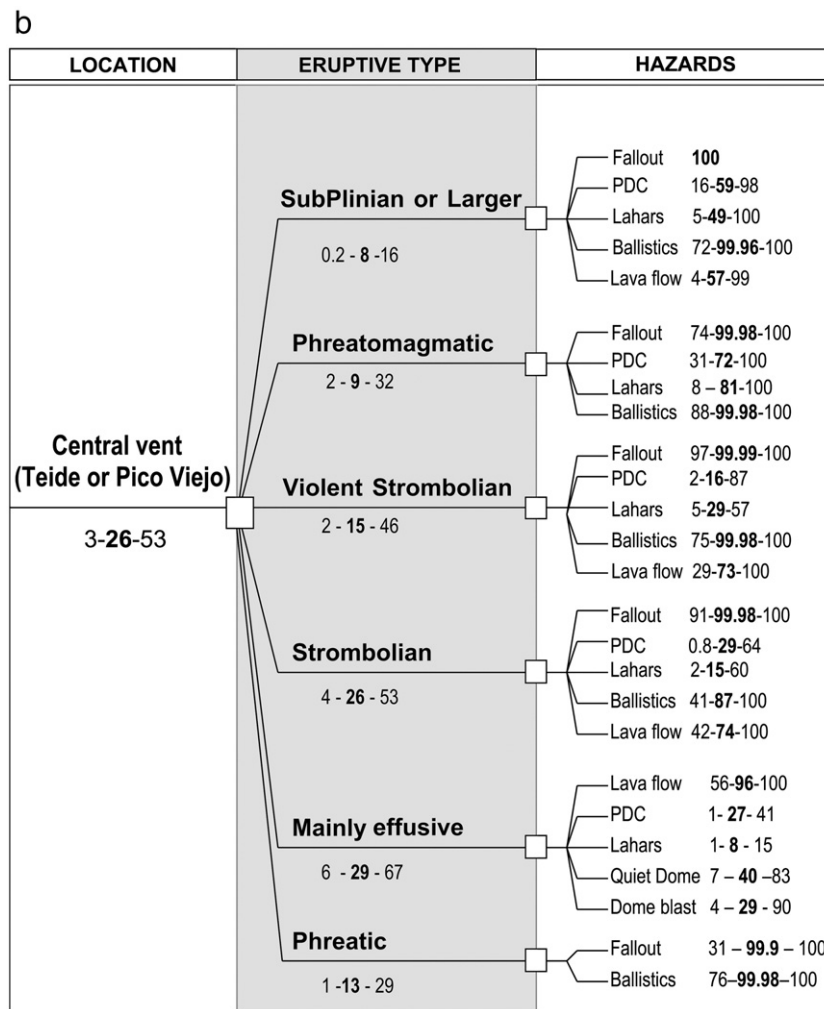 b
LOCATION ERUPTIVE TYPE HAZARDS
Central vent
(Teide or Pico Viejo)
3-26-53
SubPlinian or Larger
0.2 - 8 -16
Fallout 100
PDC 16-59-98
Lahars 5-49-100
Ballistics 72-99.96-100
Lava flow 4-57-99
Phreatomagmatic
2 - 9 - 32
Fallout 74-99.98-100
PDC 31-72-100
Lahars 8 – 81-100
Ballistics 88-99.98-100
Violent Strombolian
2 - 15 - 46
Fallout 97-99.99-100
PDC 2-16-87
Lahars 5-29-57
Ballistics 75-99.98-100
Lava flow 29-73-100
Strombolian
4 - 26 - 53
Fallout 91-99.98-100
PDC 0.8-29-64
Lahars 2-15-60
Ballistics 41-87-100
Lava flow 42-74-100
Mainly effusive
6 - 29 - 67
Lava flow 56-96-100
PDC 1- 27- 41
Lahars 1- 8 - 15
Quiet Dome 7 – 40 –83
Dome blast 4 – 29 - 90
Phreatic
1 -13 - 29
Fallout 31 – 99.9 – 100
Ballistics 76–99.98–100